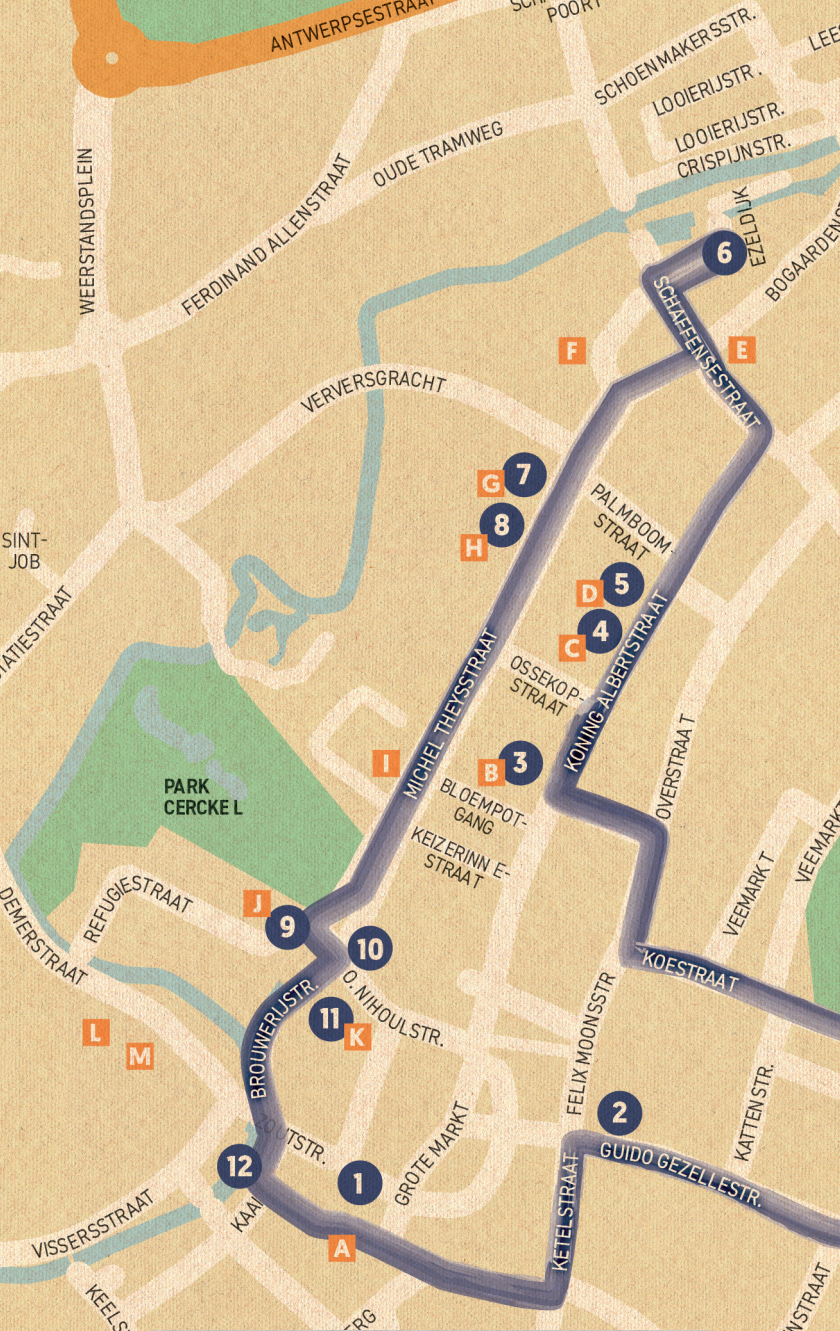 ANTWERPSESTRAAT
POORT
SCHOENMAKERSSTR.
LOOIERIJSTR.
LOOIERIJSTR.
CRISPIJNSTR.
OUDE TRAMWEG
WEERSTANDSPLEIN
FERDINAND ALLENSTRAAT
EZELDIJK
6
SCHAFFENSESTRAAT
F
E
VERVERSGRACHT
7
G
8
H
PALMBOOM-
STRAAT
SINT-
JOB
5
D
4
C
OSSEKOP-
STRAAT
KONING ALBERTSTRAAT
MICHEL THEYSSTRAAT
I
3
B
OVERSTRAAT
PARK
CERCKEL
BLOEMPOT-
GANG
KEIZERINNE-
STRAAT
VEEMARKT
REFUGIESTRAAT
DEMERSTRAAT
J
9
10
KOESTRAAT
O. NIHOULSTR.
11
K
BROUWERIJSTR.
L
M
FELIX MOONSSTR
2
KATTENSTR.
GUIDO GEZELLESTR.
ZOUTSTR.
GROTE MARKT
12
1
KETELSTRAAT
VISSERSSTRAAT
A